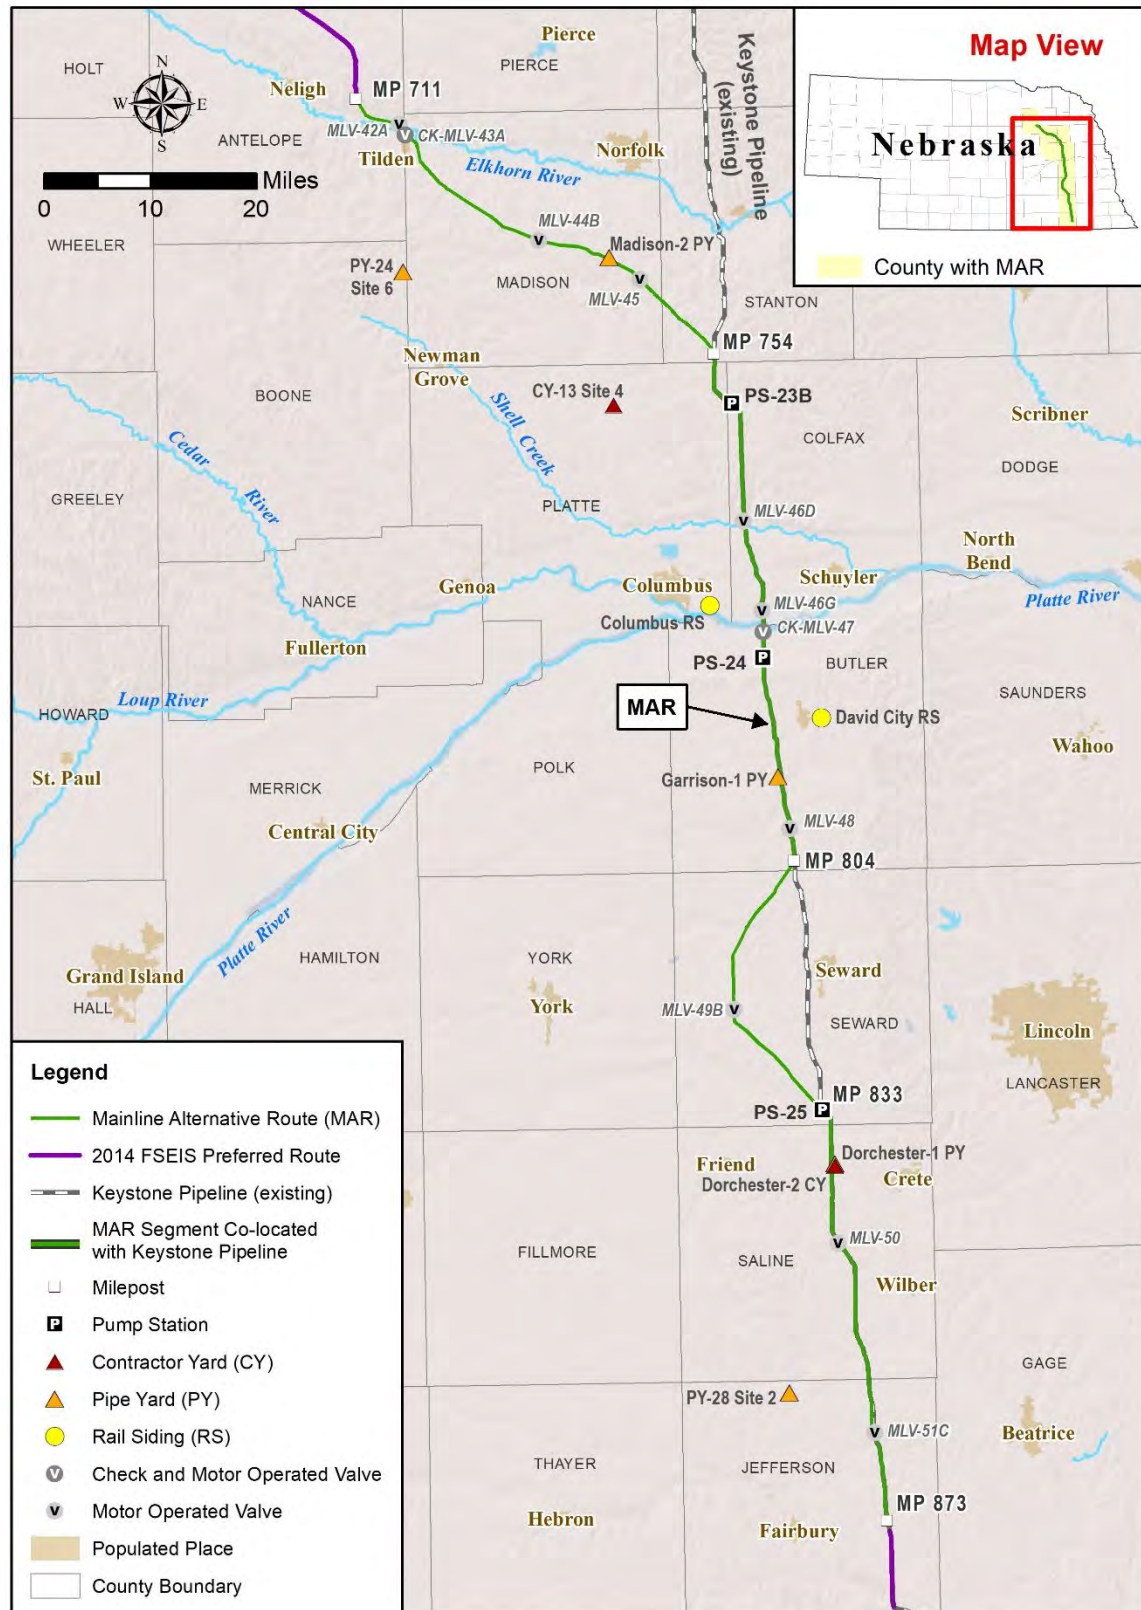 Pierce
HOLT
PIERCE
Keystone Pipeline
(existing)
Map View
Nebraska
County with MAR
N
W
E
S
Neligh
MP 711
ANTELOPE
MLV-42A
CK-MLV-43A
Tilden
Norfolk
Elkhorn River
Miles
0
10
20
WHEELER
MLV-44B
Madison-2 PY
PY-24
Site 6
MADISON
MLV-45
STANTON
MP 754
Newman
Grove
BOONE
CY-13 Site 4
PS-23B
Shell Creek
Scribner
COLFAX
DODGE
Cedar
River
GREELEY
PLATTE
MLV-46D
North
Bend
Genoa
Columbus
Schuyler
NANCE
MLV-46G
Platte River
Columbus RS
CK-MLV-47
Fullerton
PS-24
BUTLER
Loup River
SAUNDERS
HOWARD
MAR
David City RS
Wahoo
St. Paul
POLK
Garrison-1 PY
MERRICK
MLV-48
Central City
MP 804
Platte River
HAMILTON
YORK
Seward
Grand Island
HALL
York
MLV-49B
SEWARD
Lincoln
LANCASTER
MP 833
PS-25
P
Dorchester-1 PY
Friend
Dorchester-2 CY
Crete
MLV-50
FILLMORE
SALINE
Wilber
GAGE
PY-28 Site 2
MLV-51C
Beatrice
THAYER
JEFFERSON
MP 873
Hebron
Fairbury
Legend
Mainline Alternative Route (MAR)
2014 FSEIS Preferred Route
Keystone Pipeline (existing)
MAR Segment Co-located
with Keystone Pipeline
Milepost
P Pump Station
Contractor Yard (CY)
Pipe Yard (PY)
Rail Siding (RS)
V Check and Motor Operated Valve
V Motor Operated Valve
Populated Place
County Boundary